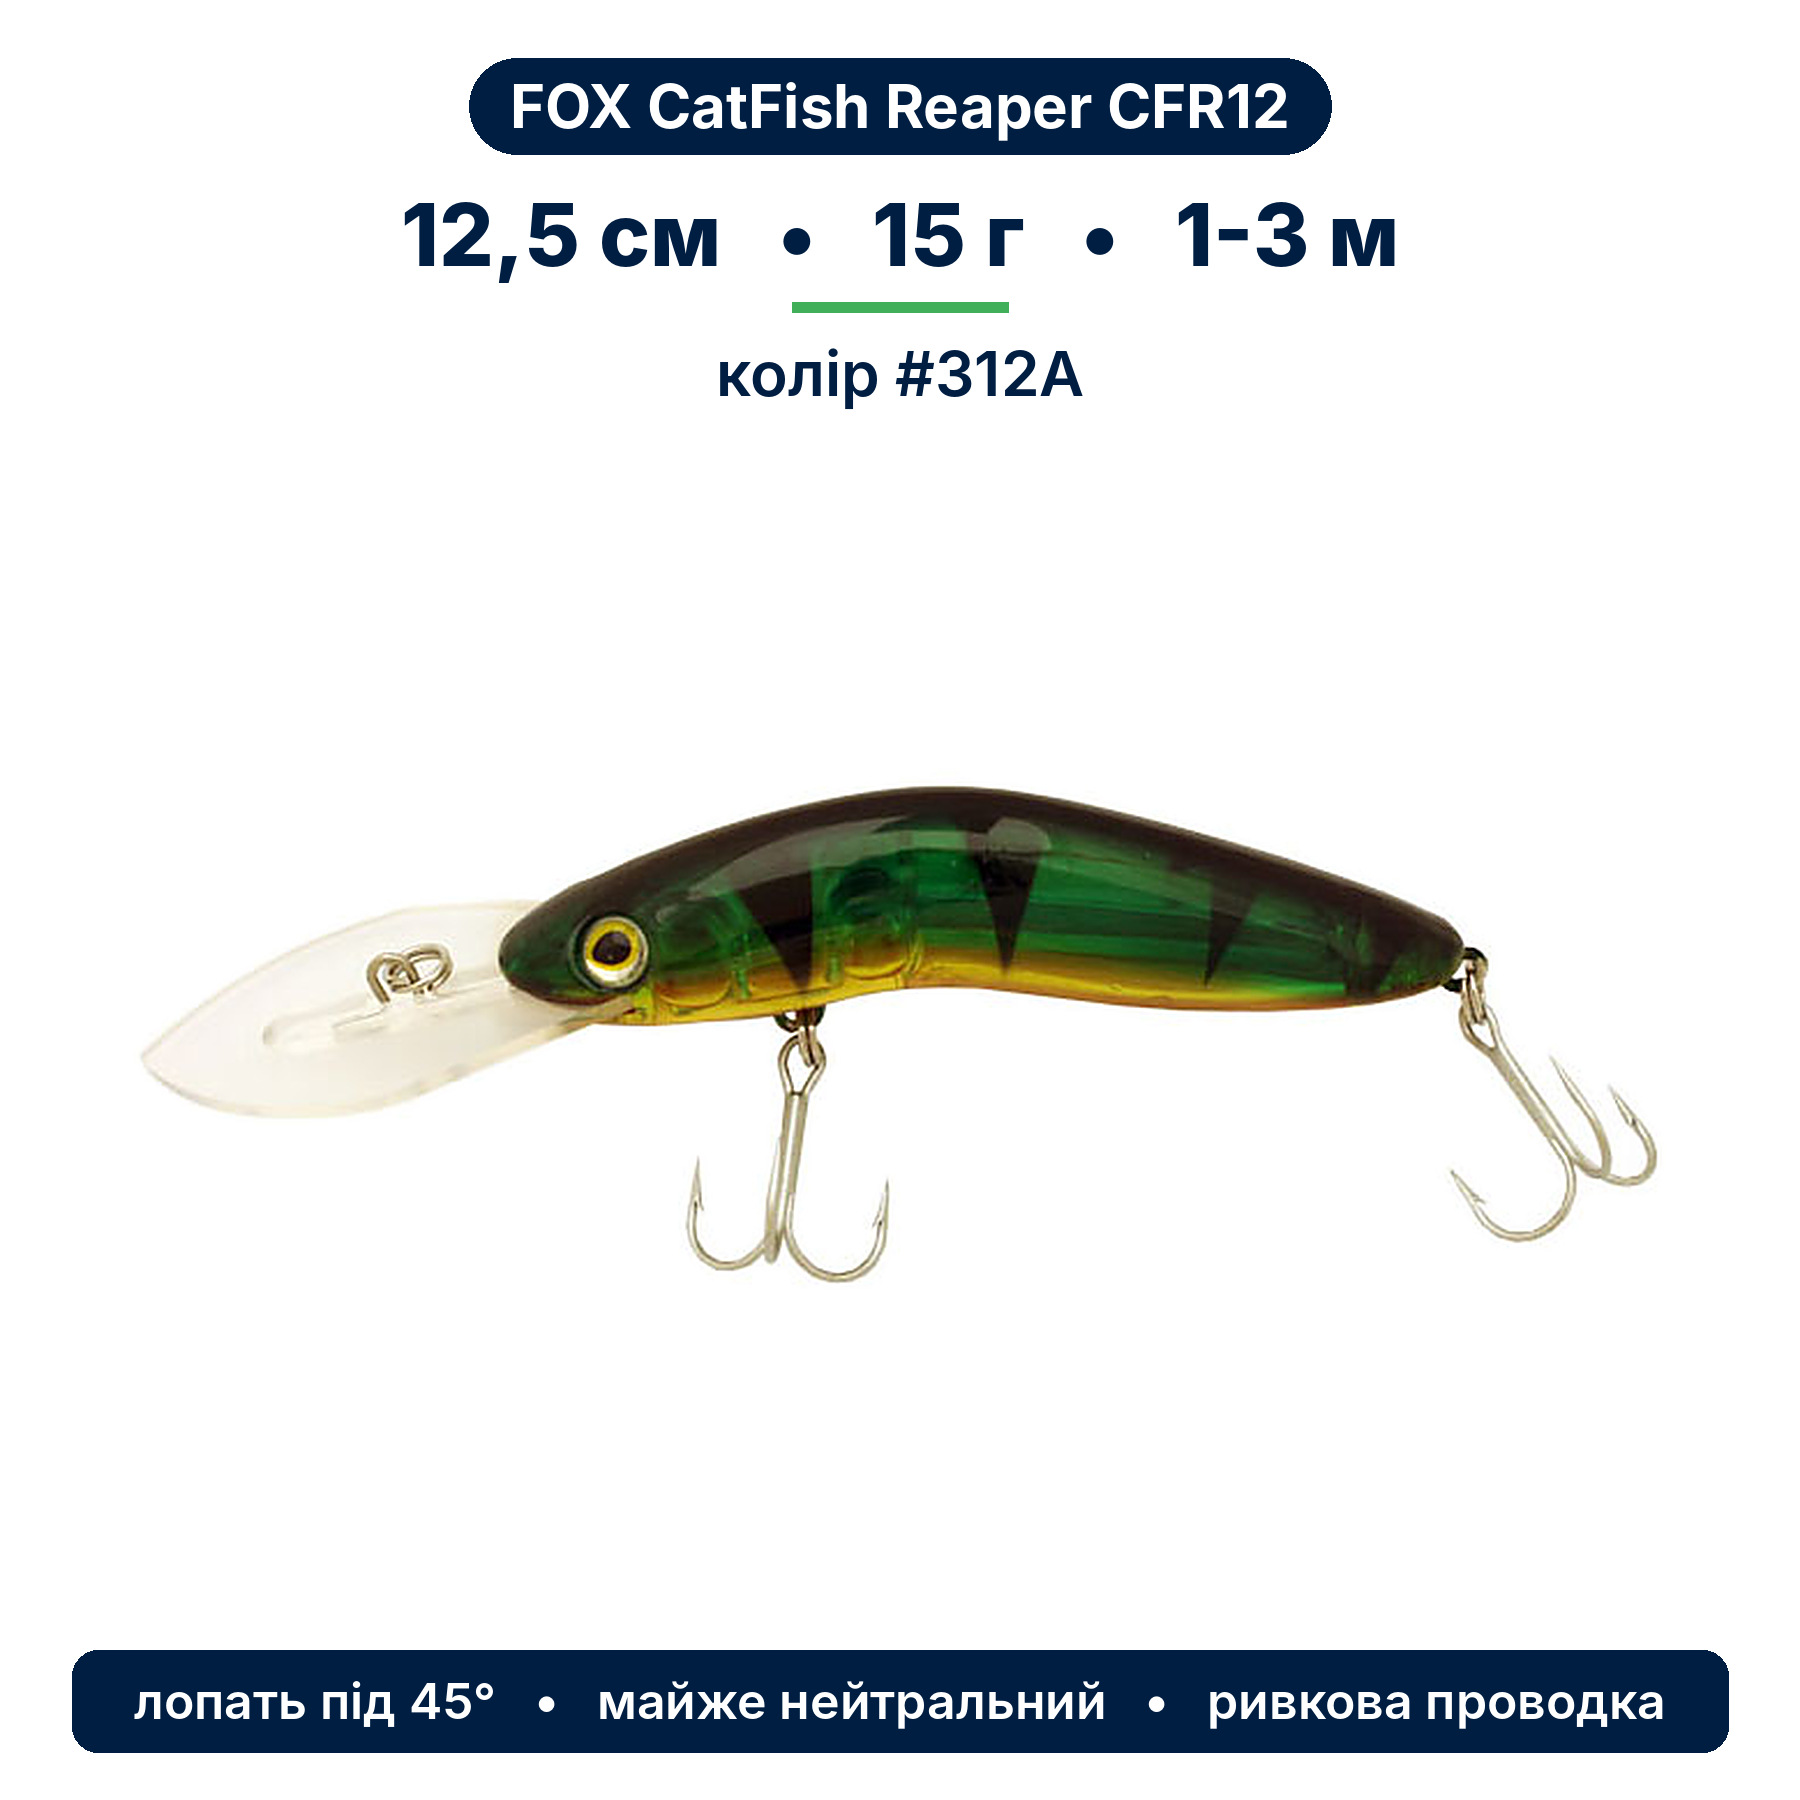 FOX CatFish Reaper CFR12
12,5 см • 15 г • 1-3 м
колір #312A
лопать під 45° • майже нейтральний • ривкова проводка